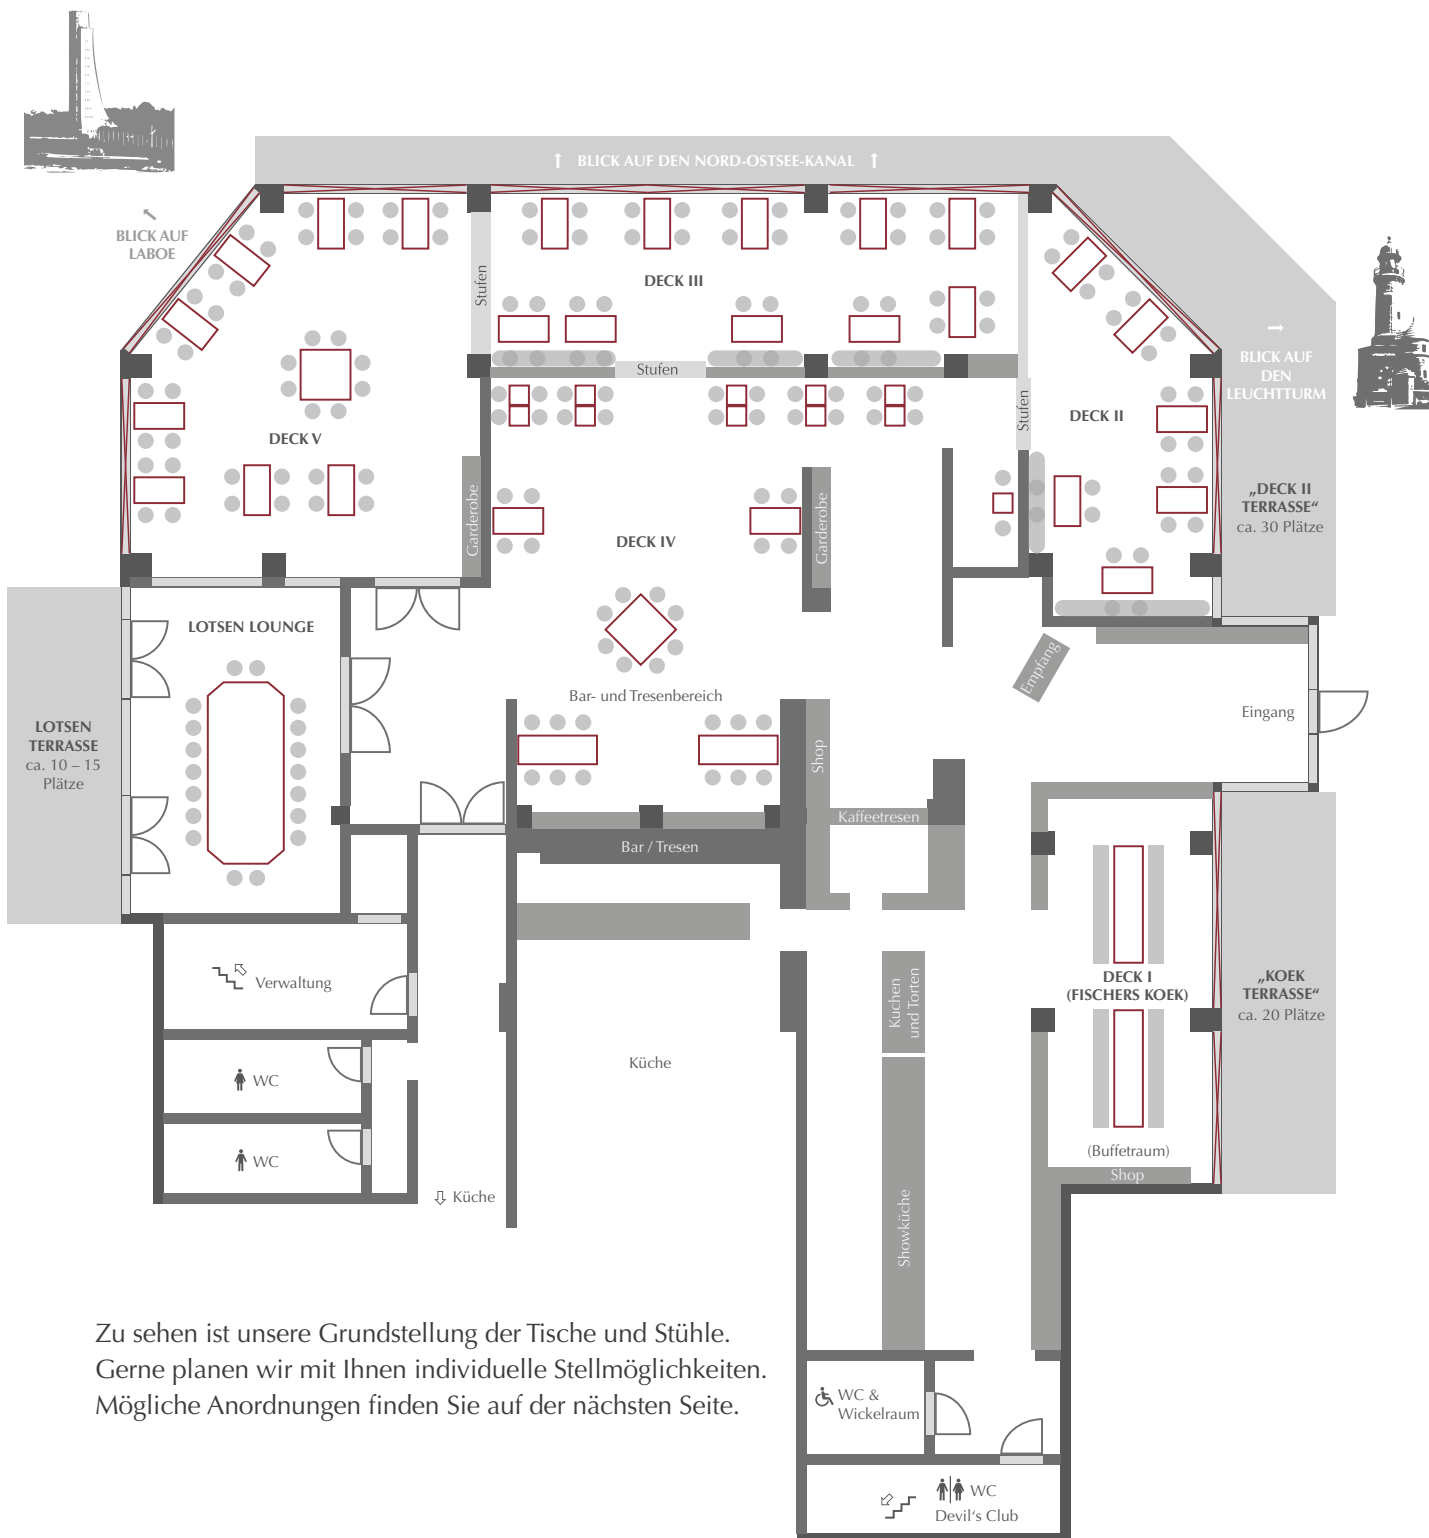 BLICK AUF DEN NORD-OSTSEE-KANAL
BLICK AUF
LABOE
DECK III
Stufen
Stufen
Stufen
BLICK AUF
DEN
LEUCHTTURM
DECK II
DECK V
Garderobe
Garderobe
DECK IV
„DECK II
TERRASSE“
ca. 30 Plätze
LOTSEN LOUNGE
Empfang
Bar- und Tresenbereich
Eingang
LOTSEN
TERRASSE
ca. 10 – 15
Plätze
Shop
Kaffeetresen
Bar / Tresen
Verwaltung
Kuchen
und Torten
DECK I
(FISCHERS KOEK)
„KOEK
TERRASSE“
ca. 20 Plätze
Küche
WC
WC
(Buffetraum)
Shop
Küche
Showküche
Zu sehen ist unsere Grundstellung der Tische und Stühle.
Gerne planen wir mit Ihnen individuelle Stellmöglichkeiten.
Mögliche Anordnungen finden Sie auf der nächsten Seite.
WC &
Wickelraum
WC
Devil‘s Club